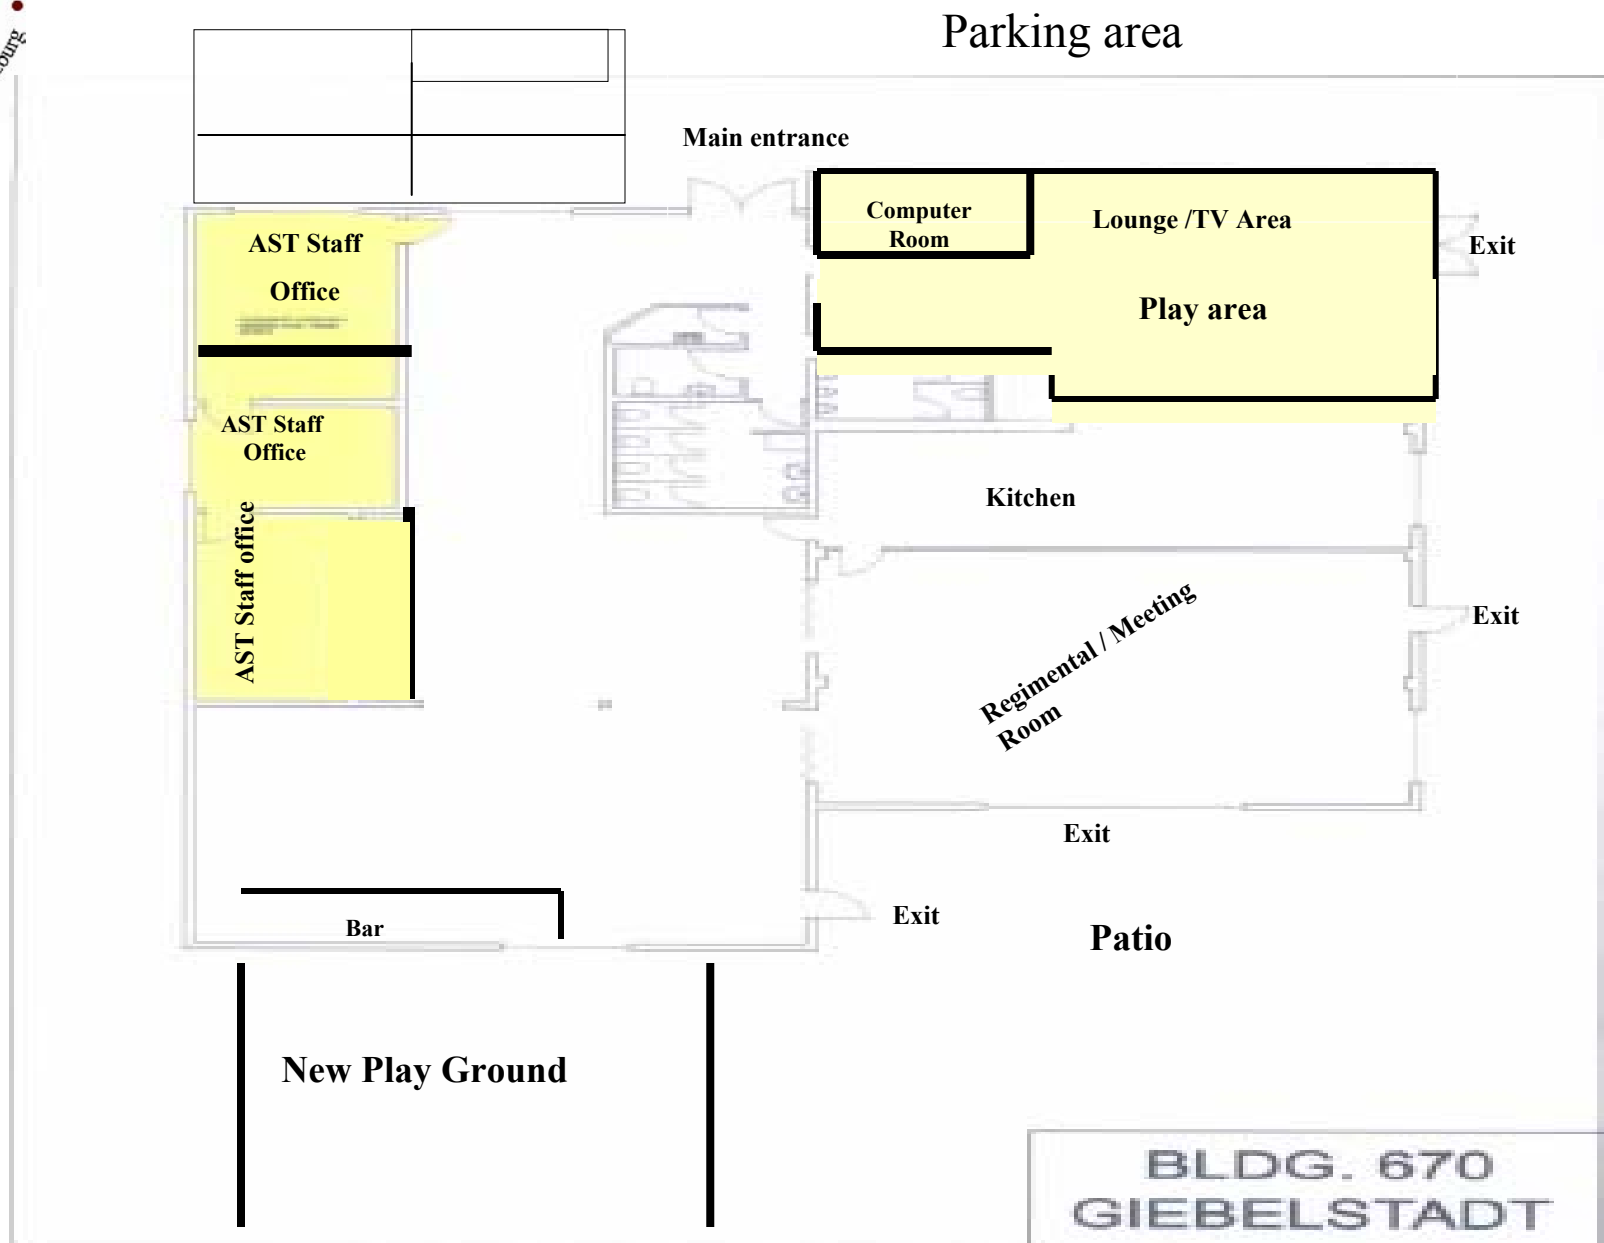 Parking area
Main entrance
Computer
Room
Lounge /TV Area
Exit
AST Staff
Office
Play area
AST Staff
Office
Kitchen
AST Staff office
Regimental / Meeting
Room
Exit
Exit
Exit
Bar
Patio
New Play Ground
BLDG. 670
GIEBELSTADT